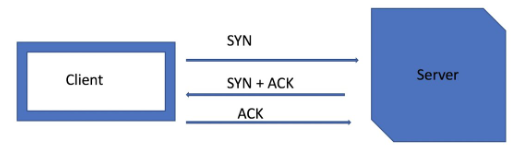 SYN
Client
Server
SYN + ACK
ACK